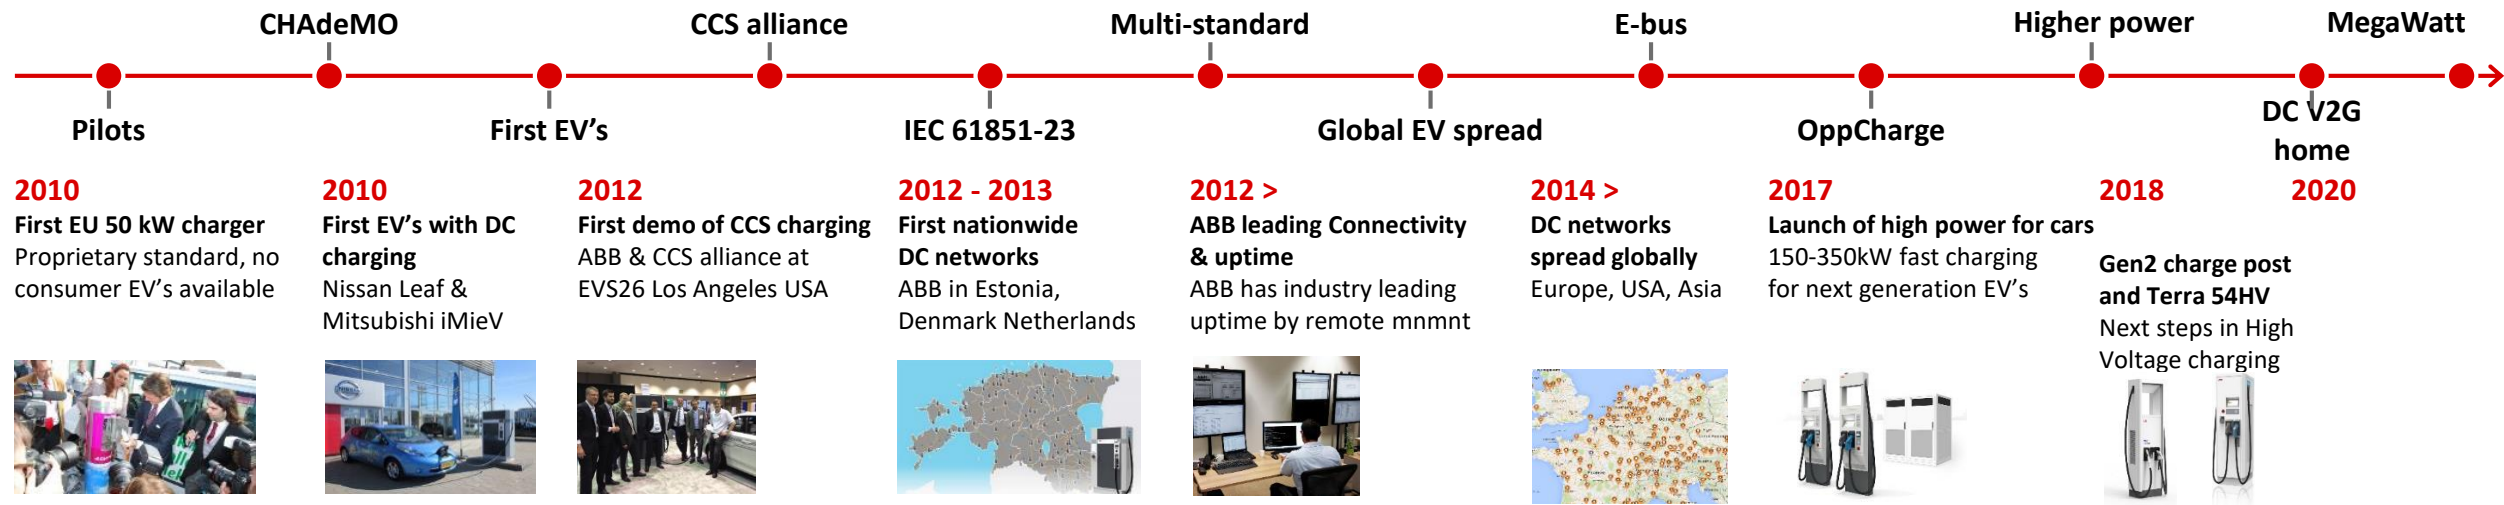 CHAdeMO
CCS alliance
Multi-standard
E-bus
Higher power
MegaWatt
Pilots
First EV’s
IEC 61851-23
Global EV spread
OppCharge
DC V2G
home
2010
First EU 50 kW charger
Proprietary standard, no
consumer EV’s available
2010
First EV’s with DC
charging
Nissan Leaf &
Mitsubishi iMieV
2012
First demo of CCS charging
ABB & CCS alliance at
EVS26 Los Angeles USA
2012 - 2013
First nationwide
DC networks
ABB in Estonia,
Denmark Netherlands
2012 >
ABB leading Connectivity
& uptime
ABB has industry leading
uptime by remote mnmnt
2014 >
DC networks
spread globally
Europe, USA, Asia
2017
Launch of high power for cars
150-350kW fast charging
for next generation EV’s
2018
Gen2 charge post
and Terra 54HV
Next steps in High
Voltage charging
2020